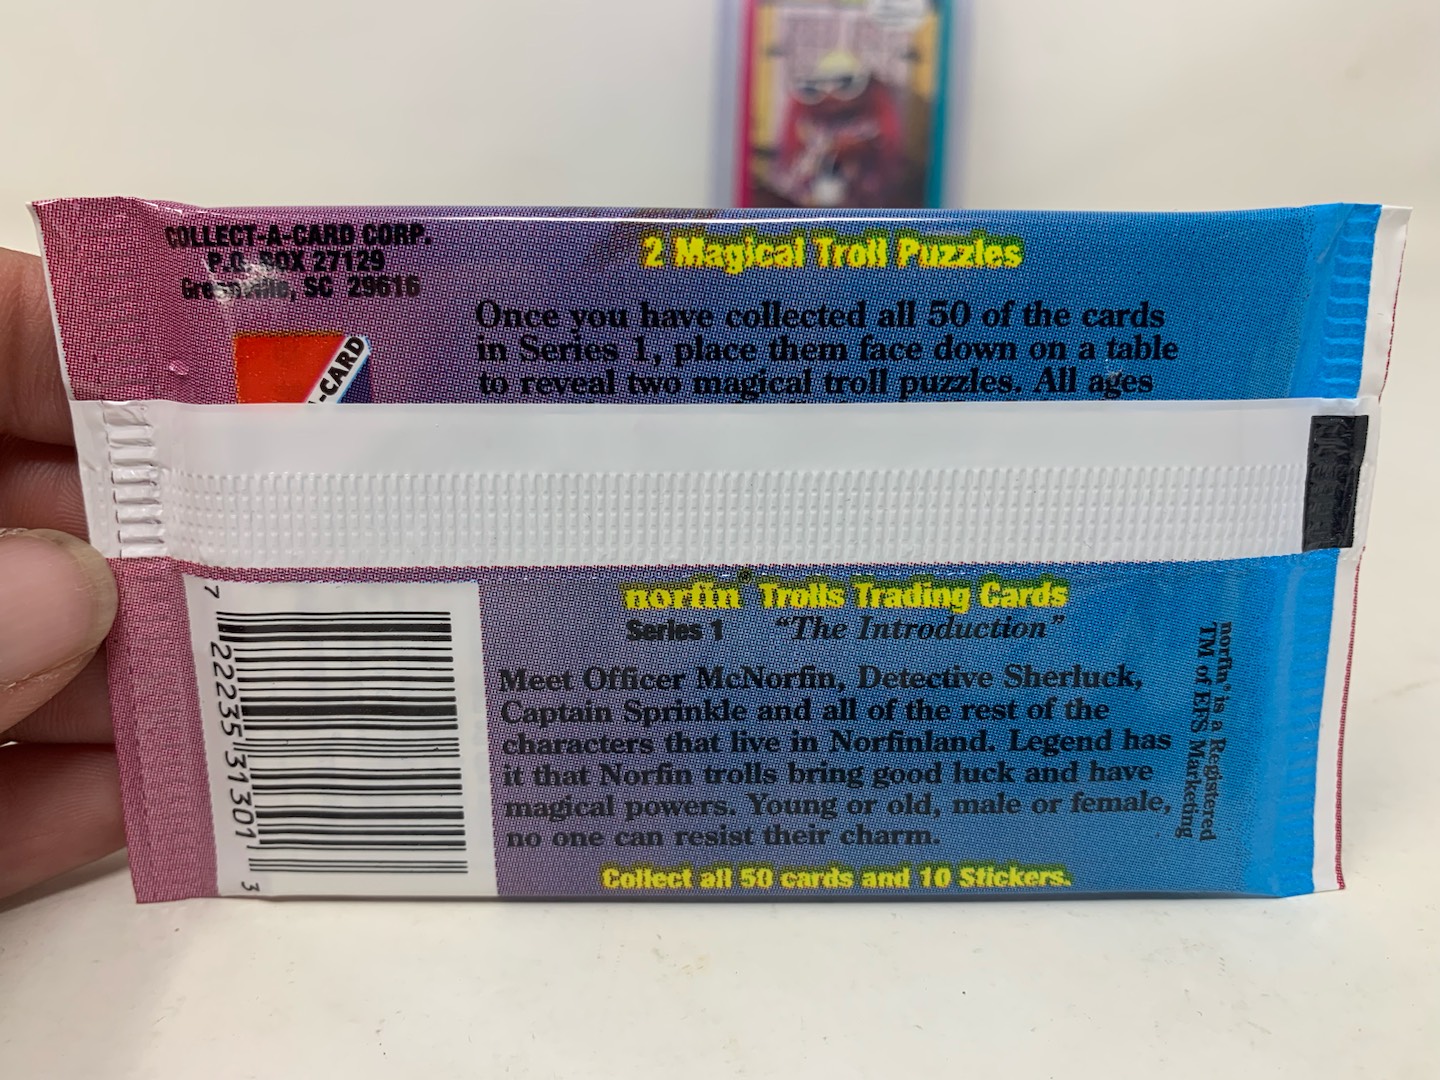 COLLECT-A-CARD CORP.
P.O. BOX 27129
Greenville, SC 29616
-CARD
2 Magical Troll Puzzles
Once you have collected all 50 of the cards
in Series 1, place them face down on a table
to reveal two magical troll puzzles. All ages
norfin® Trolls Trading Cards
Series 1 "The Introduction"
Meet Officer McNorfin, Detective Sherluck,
Captain Sprinkle and all of the rest of the
characters that live in Norfinland. Legend has
it that Norfin trolls bring good luck and have
magical powers. Young or old, male or female,
no one can resist their charm.
Collect all 50 cards and 10 Stickers.
norfin® is a Registered
TM of EFS Marketing
7 22235 31301 3